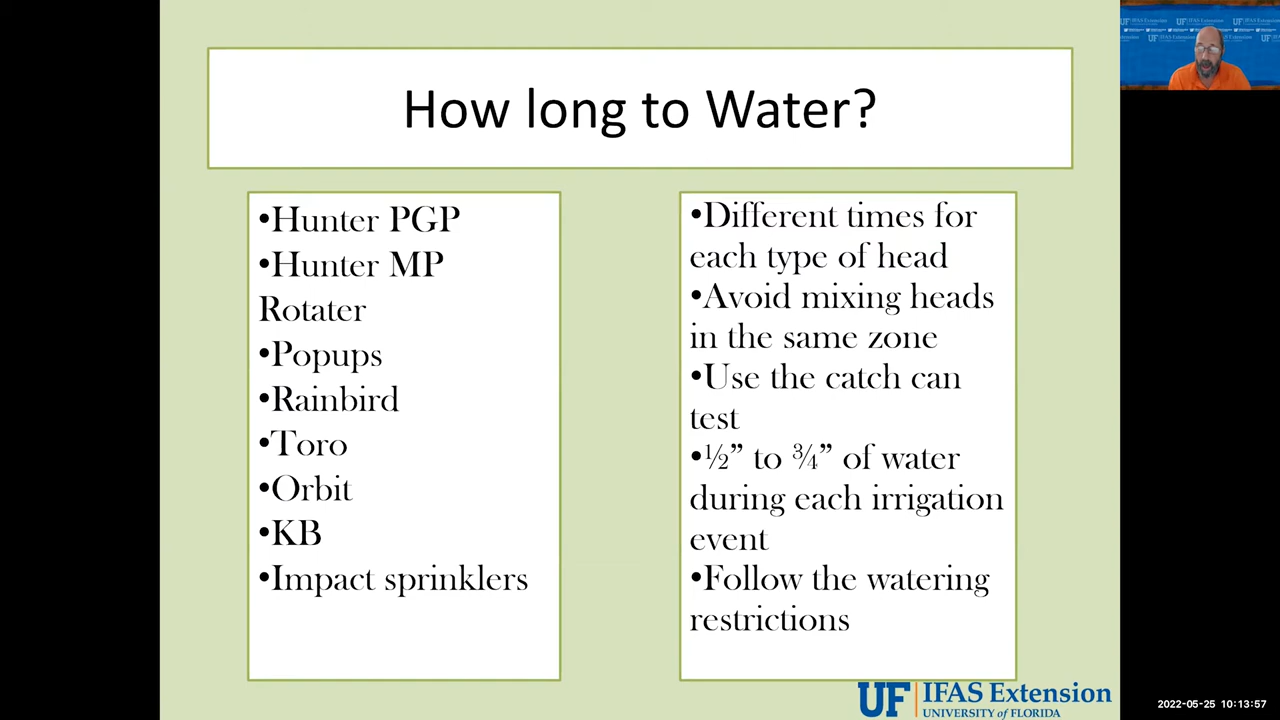 How long to Water?
•Hunter PGP
•Hunter MP
Rotater
•Popups
•Rainbird
•Toro
•Orbit
•KB
•Impact sprinklers
•Different times for
each type of head
•Avoid mixing heads
in the same zone
•Use the catch can
test
•½” to ¾” of water
during each irrigation
event
•Follow the watering
restrictions
UF IFAS Extension
UNIVERSITY of FLORIDA
UF IFAS Extension
2022-05-25 10:13:57